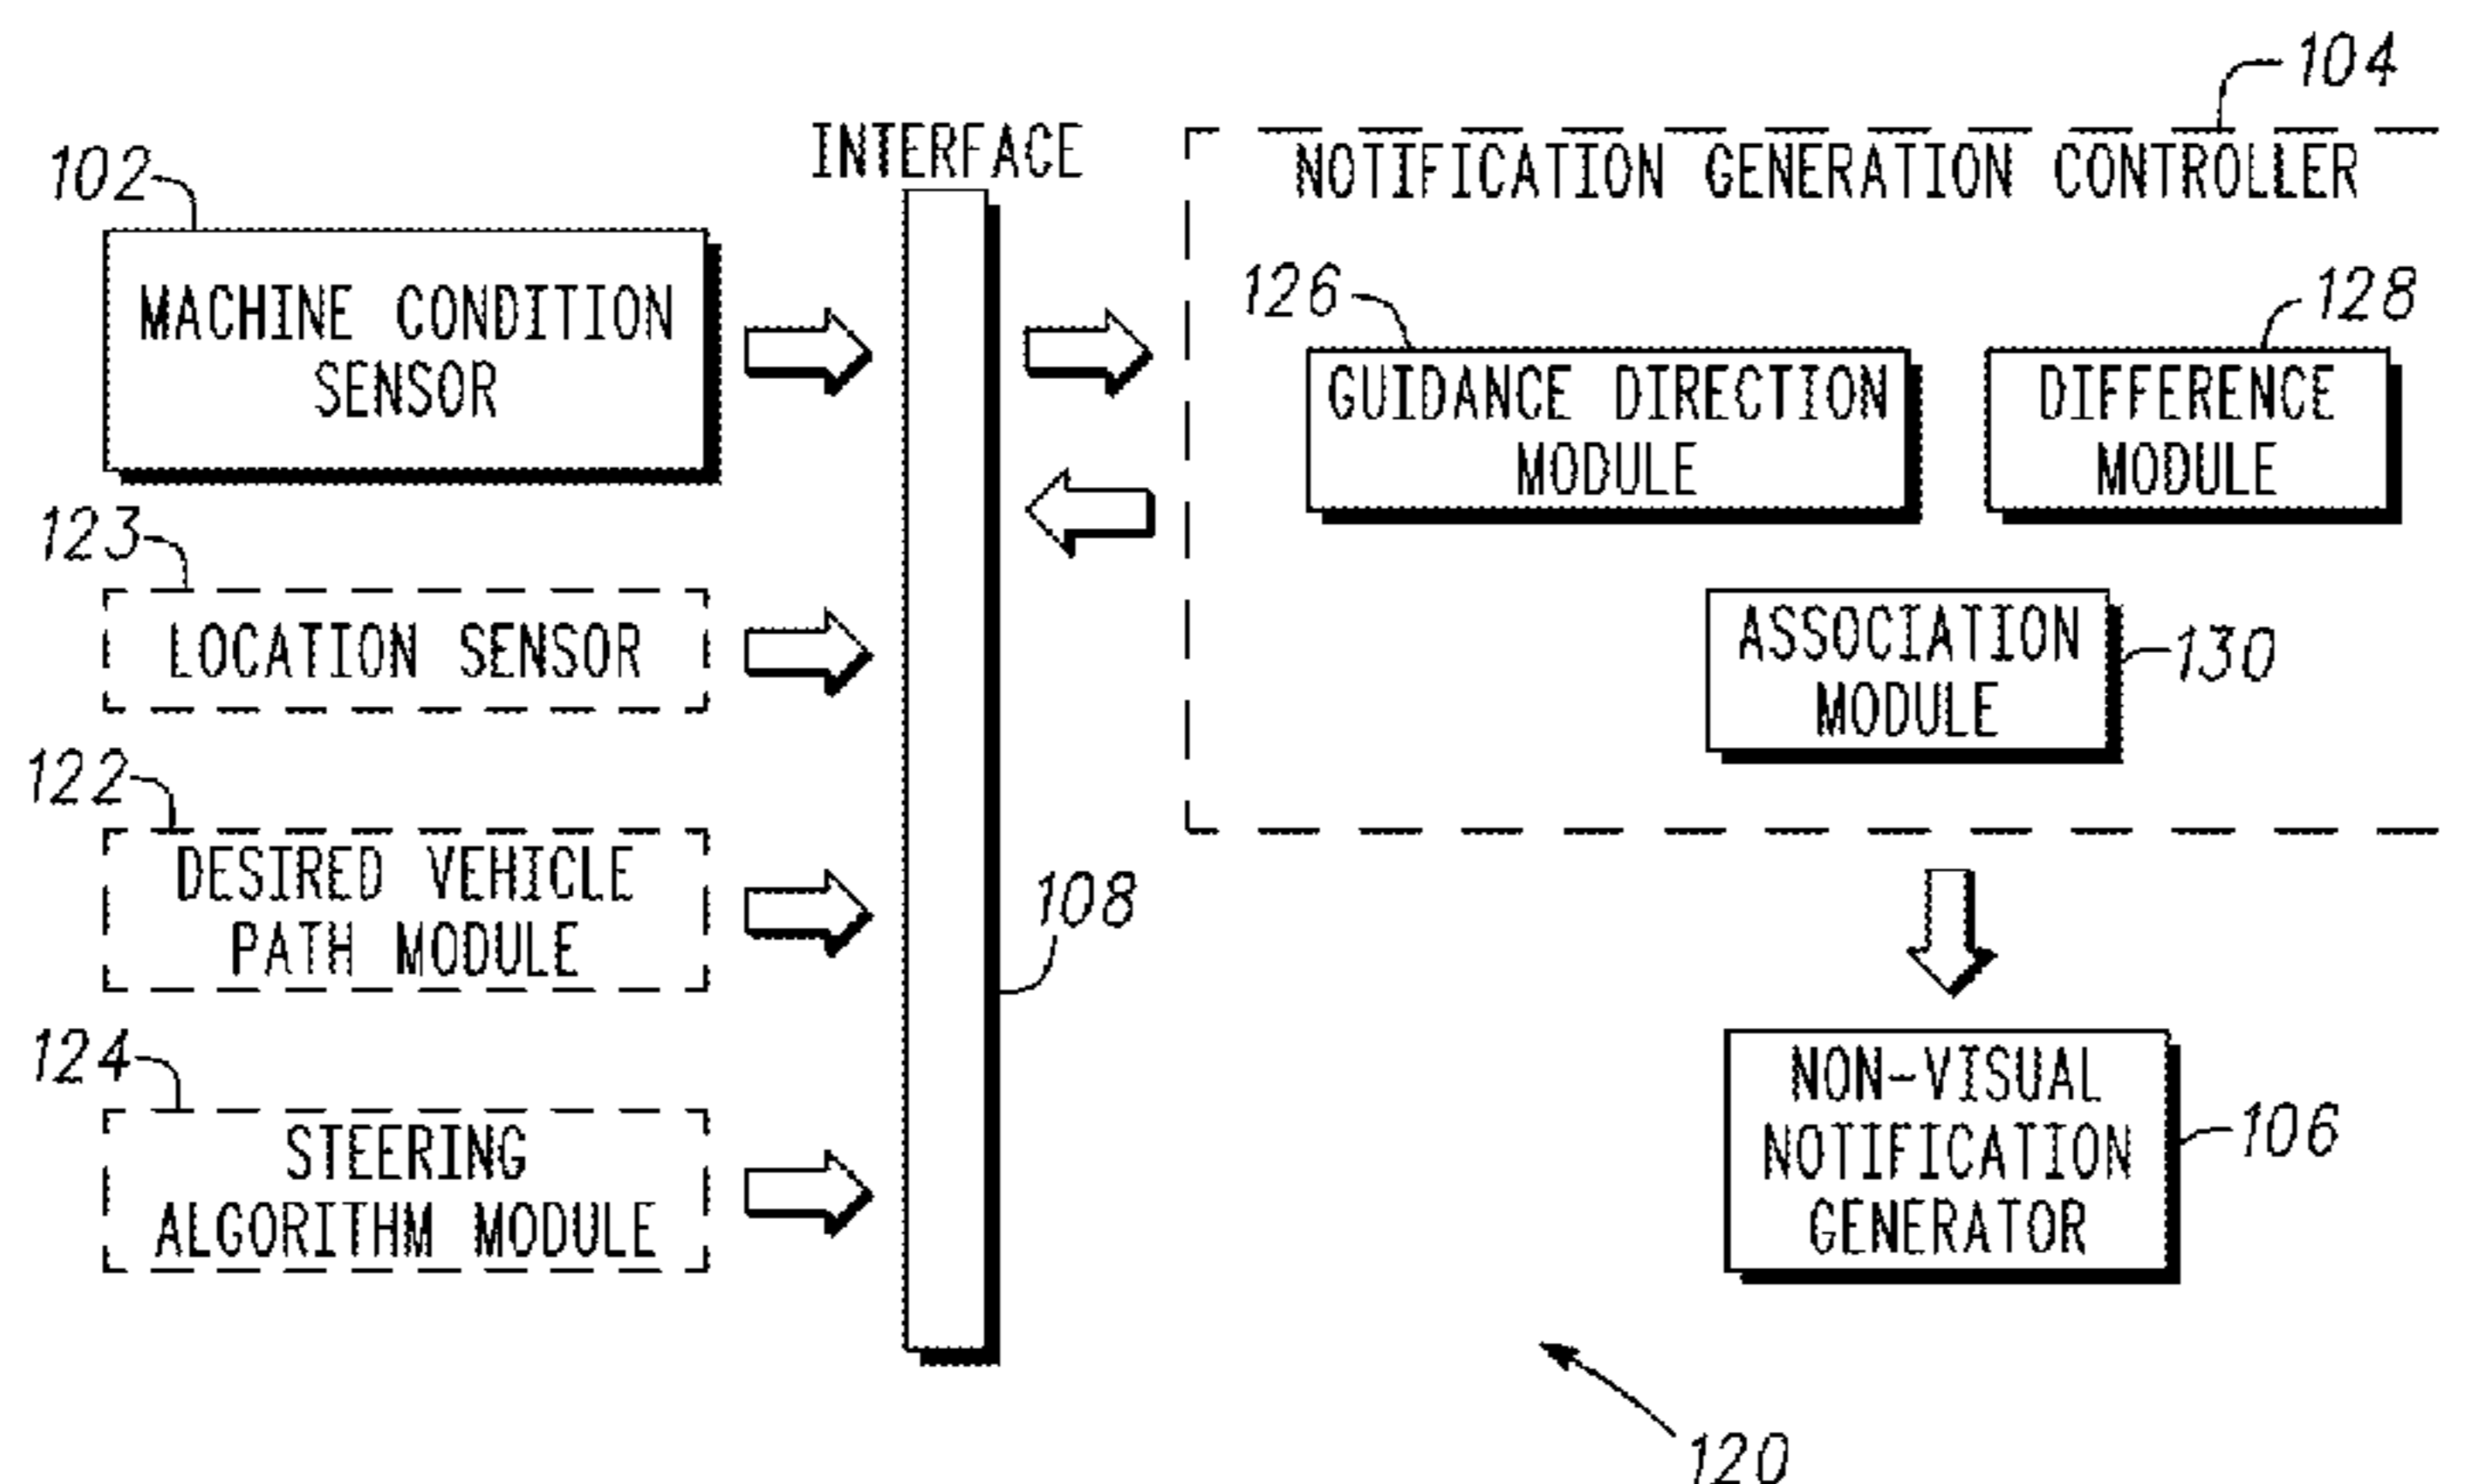 104
INTERFACE
NOTIFICATION GENERATION CONTROLLER
102
MACHINE CONDITION
SENSOR
126
GUIDANCE DIRECTION
MODULE
128
DIFFERENCE
MODULE
123
LOCATION SENSOR
ASSOCIATION
MODULE
130
122
DESIRED VEHICLE
PATH MODULE
108
124
STEERING
ALGORITHM MODULE
NON-VISUAL
NOTIFICATION
GENERATOR
106
120